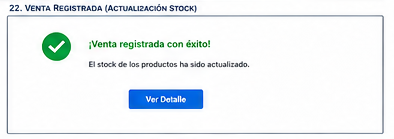 22. VENTA REGISTRADA (ACTUALIZACIÓN STOCK)
¡Venta registrada con éxito!
El stock de los productos ha sido actualizado.
Ver Detalle